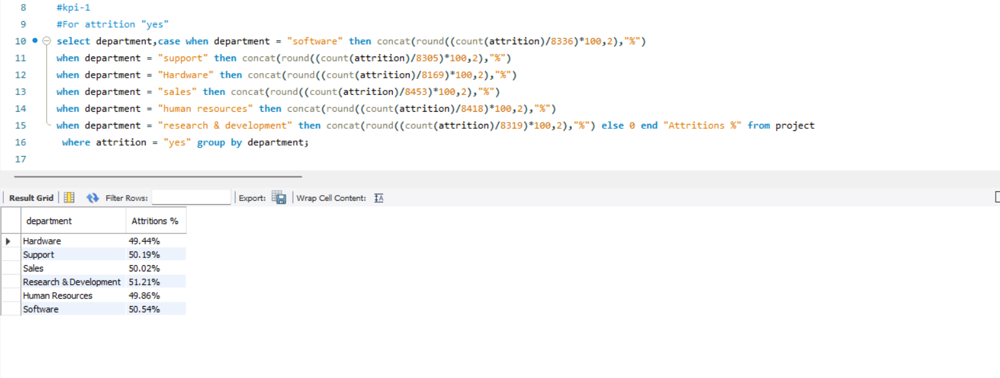 8 #kpi-1
9 #For attrition "yes"
10 select department,case when department = "software" then concat(round((count(attrition)/8336)*100,2),"%")
11 when department = "support" then concat(round((count(attrition)/8305)*100,2),"%")
12 when department = "Hardware" then concat(round((count(attrition)/8169)*100,2),"%")
13 when department = "sales" then concat(round((count(attrition)/8453)*100,2),"%")
14 when department = "human resources" then concat(round((count(attrition)/8418)*100,2),"%")
15 when department = "research & development" then concat(round((count(attrition)/8319)*100,2),"%") else 0 end "Attritions %" from project
16 where attrition = "yes" group by department;
17
Result Grid Filter Rows: Export: Wrap Cell Content: IA
department Attritions %
Hardware 49.44%
Support 50.19%
Sales 50.02%
Research & Development 51.21%
Human Resources 49.86%
Software 50.54%